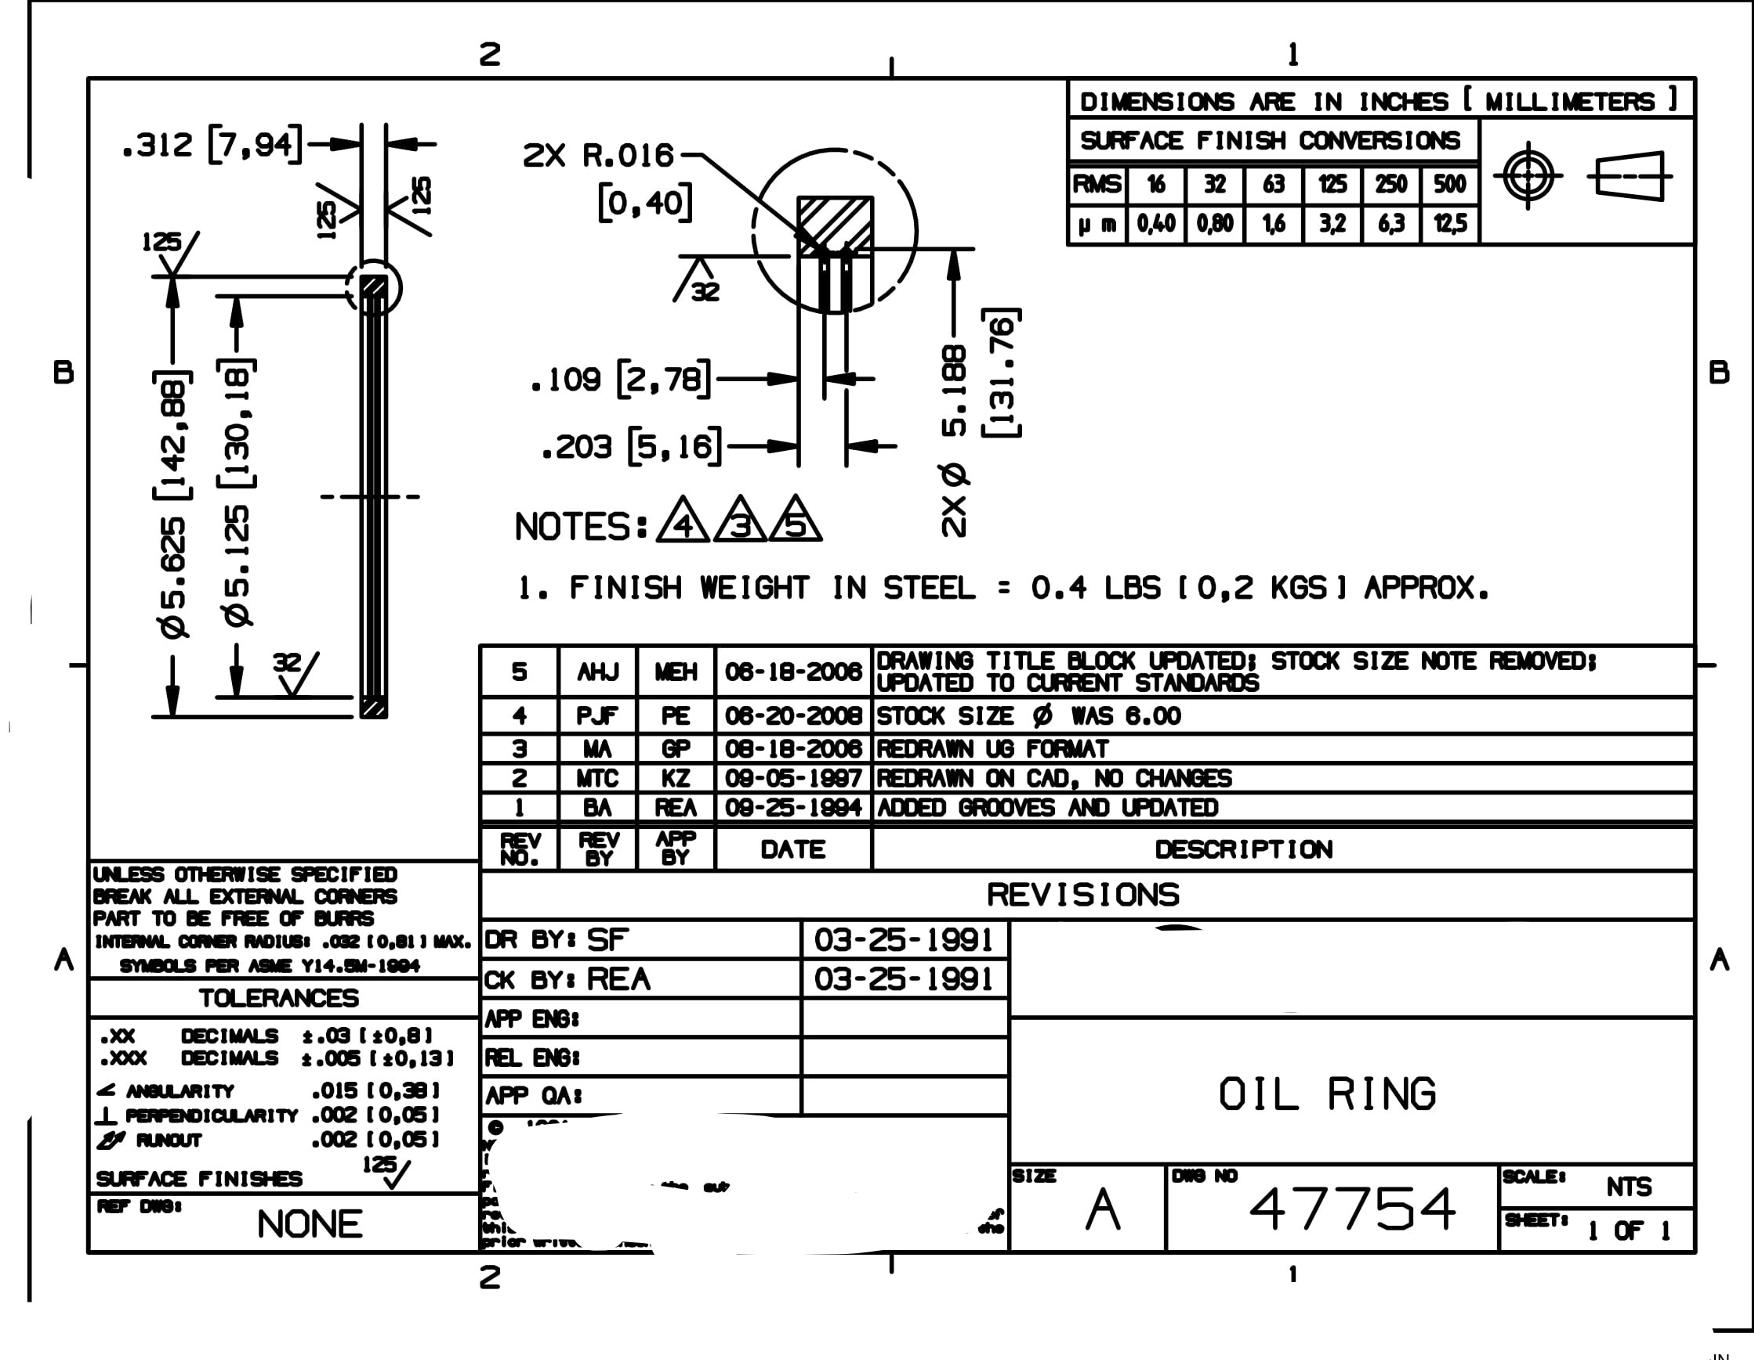 2
1
DIMENSIONS ARE IN INCHES [ MILLIMETERS ]
SURFACE FINISH CONVERSIONS
RMS 16 32 63 125 250 500
µ m 0,40 0,80 1,6 3,2 6,3 12,5
.312 [7,94]
125
125
125
Ø5.625 [142,88]
Ø5.125 [130,18]
32
2X R.016
[0,40]
32
.109 [2,78]
.203 [5,16]
2X Ø 5.188
[131.76]
B
B
NOTES: 4 3 5
1. FINISH WEIGHT IN STEEL = 0.4 LBS [ 0,2 KGS ] APPROX.
5 AHJ MEH 06-18-2006 DRAWING TITLE BLOCK UPDATED; STOCK SIZE NOTE REMOVED;
UPDATED TO CURRENT STANDARDS
4 PJF PE 06-20-2008 STOCK SIZE Ø WAS 6.00
3 MA GP 08-18-2006 REDRAWN UG FORMAT
2 MTC KZ 09-05-1997 REDRAWN ON CAD, NO CHANGES
1 BA REA 09-25-1994 ADDED GROOVES AND UPDATED
REV NO. REV BY APP BY DATE DESCRIPTION
REVISIONS
UNLESS OTHERWISE SPECIFIED
BREAK ALL EXTERNAL CORNERS
PART TO BE FREE OF BURRS
INTERNAL CORNER RADIUS: .032 [ 0,81 ] MAX.
SYMBOLS PER ASME Y14.5M-1994
TOLERANCES
.XX DECIMALS ±.03 [ ±0,8 ]
.XXX DECIMALS ±.005 [ ±0,13 ]
∠ ANGULARITY .015 [ 0,38 ]
⊥ PERPENDICULARITY .002 [ 0,05 ]
RUNOUT .002 [ 0,05 ]
SURFACE FINISHES 125
REF DWG:
NONE
A
A
DR BY: SF 03-25-1991
CK BY: REA 03-25-1991
APP ENG:
REL ENG:
APP QA:
©
the
of
the
prior
OIL RING
SIZE
A
DWG NO
47754
SCALE: NTS
SHEET: 1 OF 1
2
1